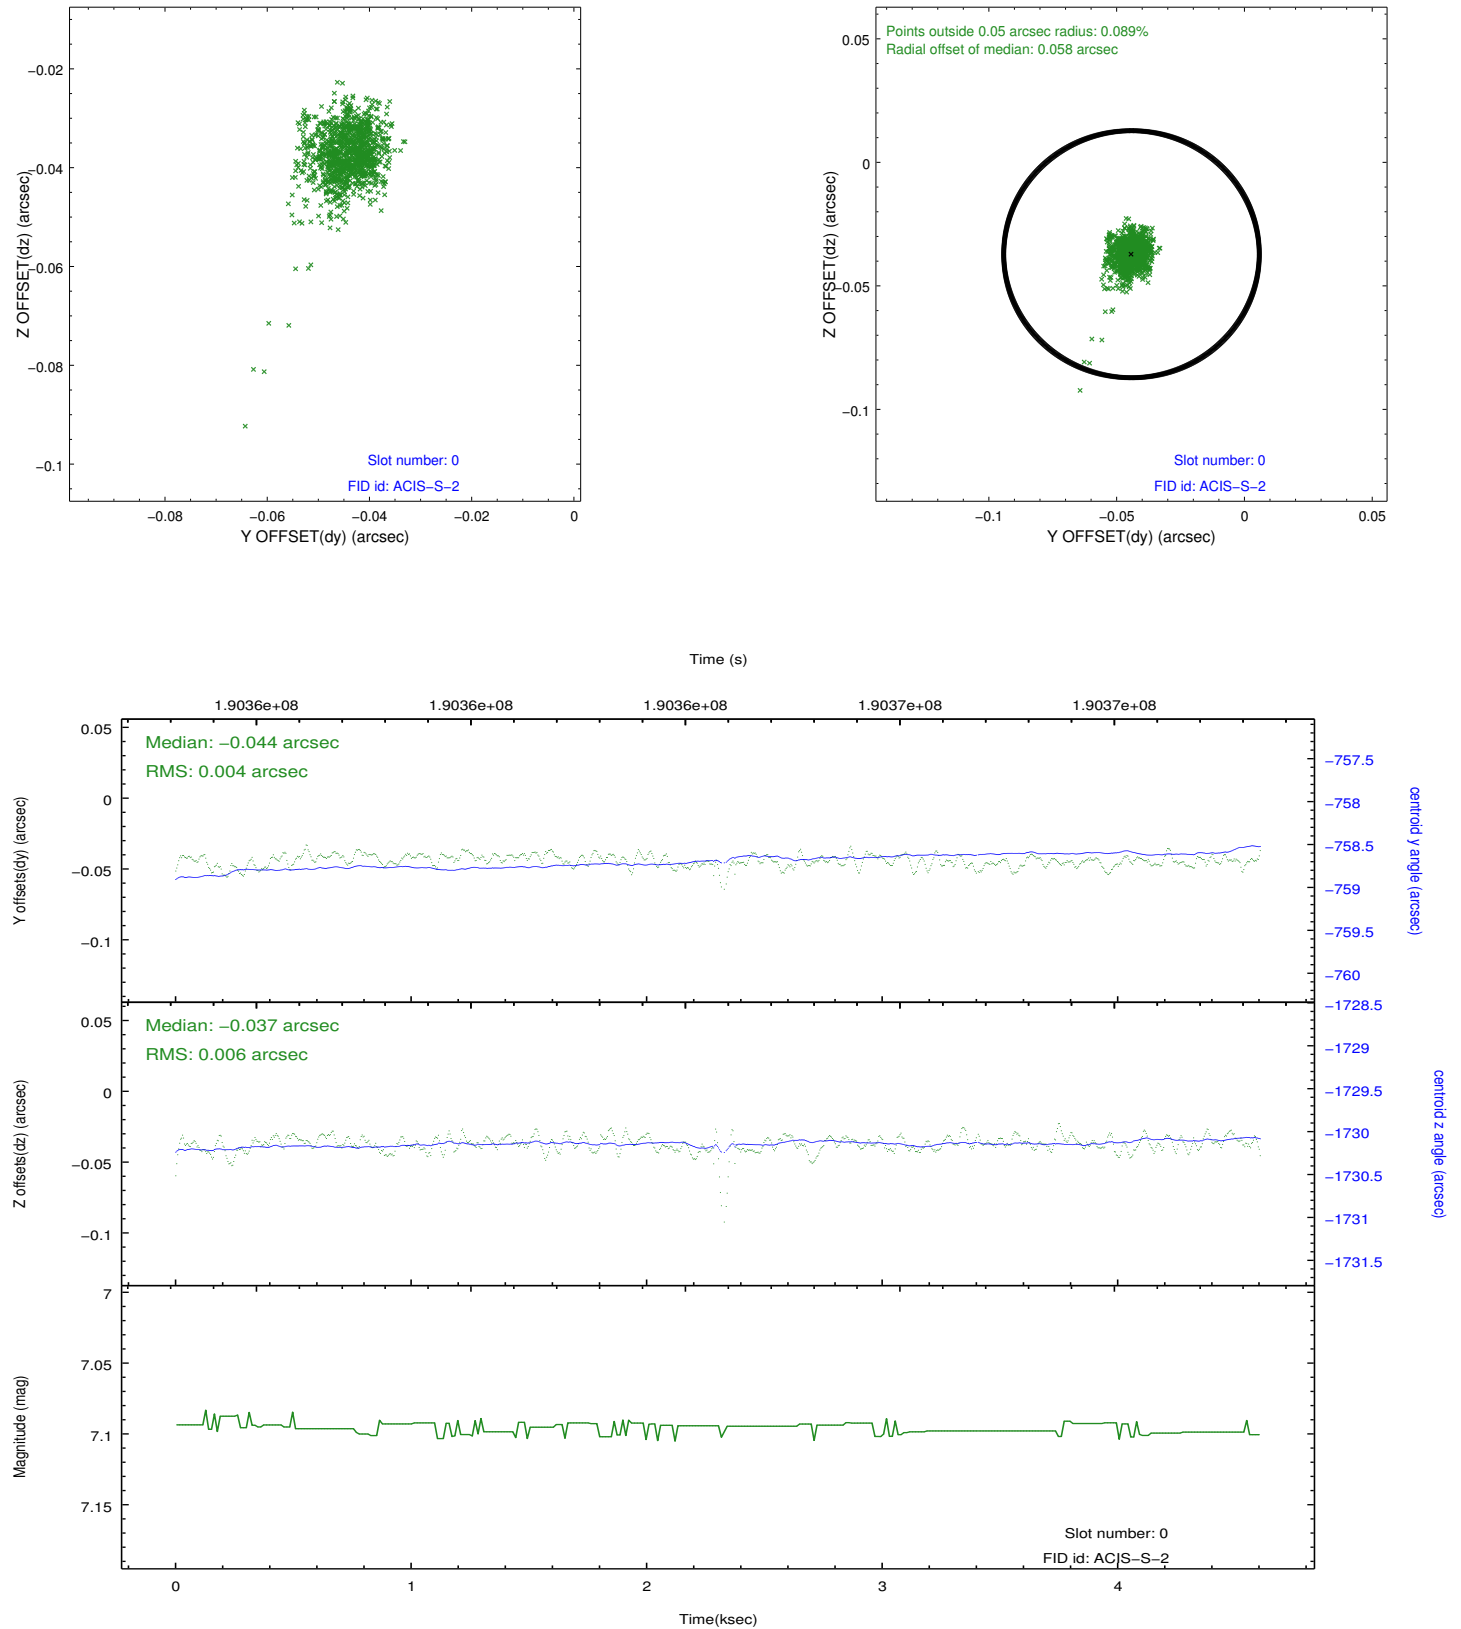 −0.02
−0.04
−0.06
−0.08
−0.1
Z OFFSET(dz) (arcsec)
Slot number: 0
FID id: ACIS−S−2
−0.08 −0.06 −0.04 −0.02 0
Y OFFSET(dy) (arcsec)
Points outside 0.05 arcsec radius: 0.089%
Radial offset of median: 0.058 arcsec
0.05
0
−0.05
−0.1
Z OFFSET(dz) (arcsec)
Slot number: 0
FID id: ACIS−S−2
−0.1 −0.05 0 0.05
Y OFFSET(dy) (arcsec)
Time (s)
1.9036e+08 1.9036e+08 1.9036e+08 1.9037e+08 1.9037e+08
Median: −0.044 arcsec
RMS: 0.004 arcsec
0.05
0
−0.05
−0.1
Y offsets(dy) (arcsec)
−757.5
−758
−758.5
−759
−759.5
−760
centroid y angle (arcsec)
Median: −0.037 arcsec
RMS: 0.006 arcsec
0.05
0
−0.05
−0.1
Z offsets(dz) (arcsec)
−1728.5
−1729
−1729.5
−1730
−1730.5
−1731
−1731.5
centroid z angle (arcsec)
7
7.05
7.1
7.15
Magnitude (mag)
Slot number: 0
FID id: ACIS−S−2
0 1 2 3 4
Time(ksec)